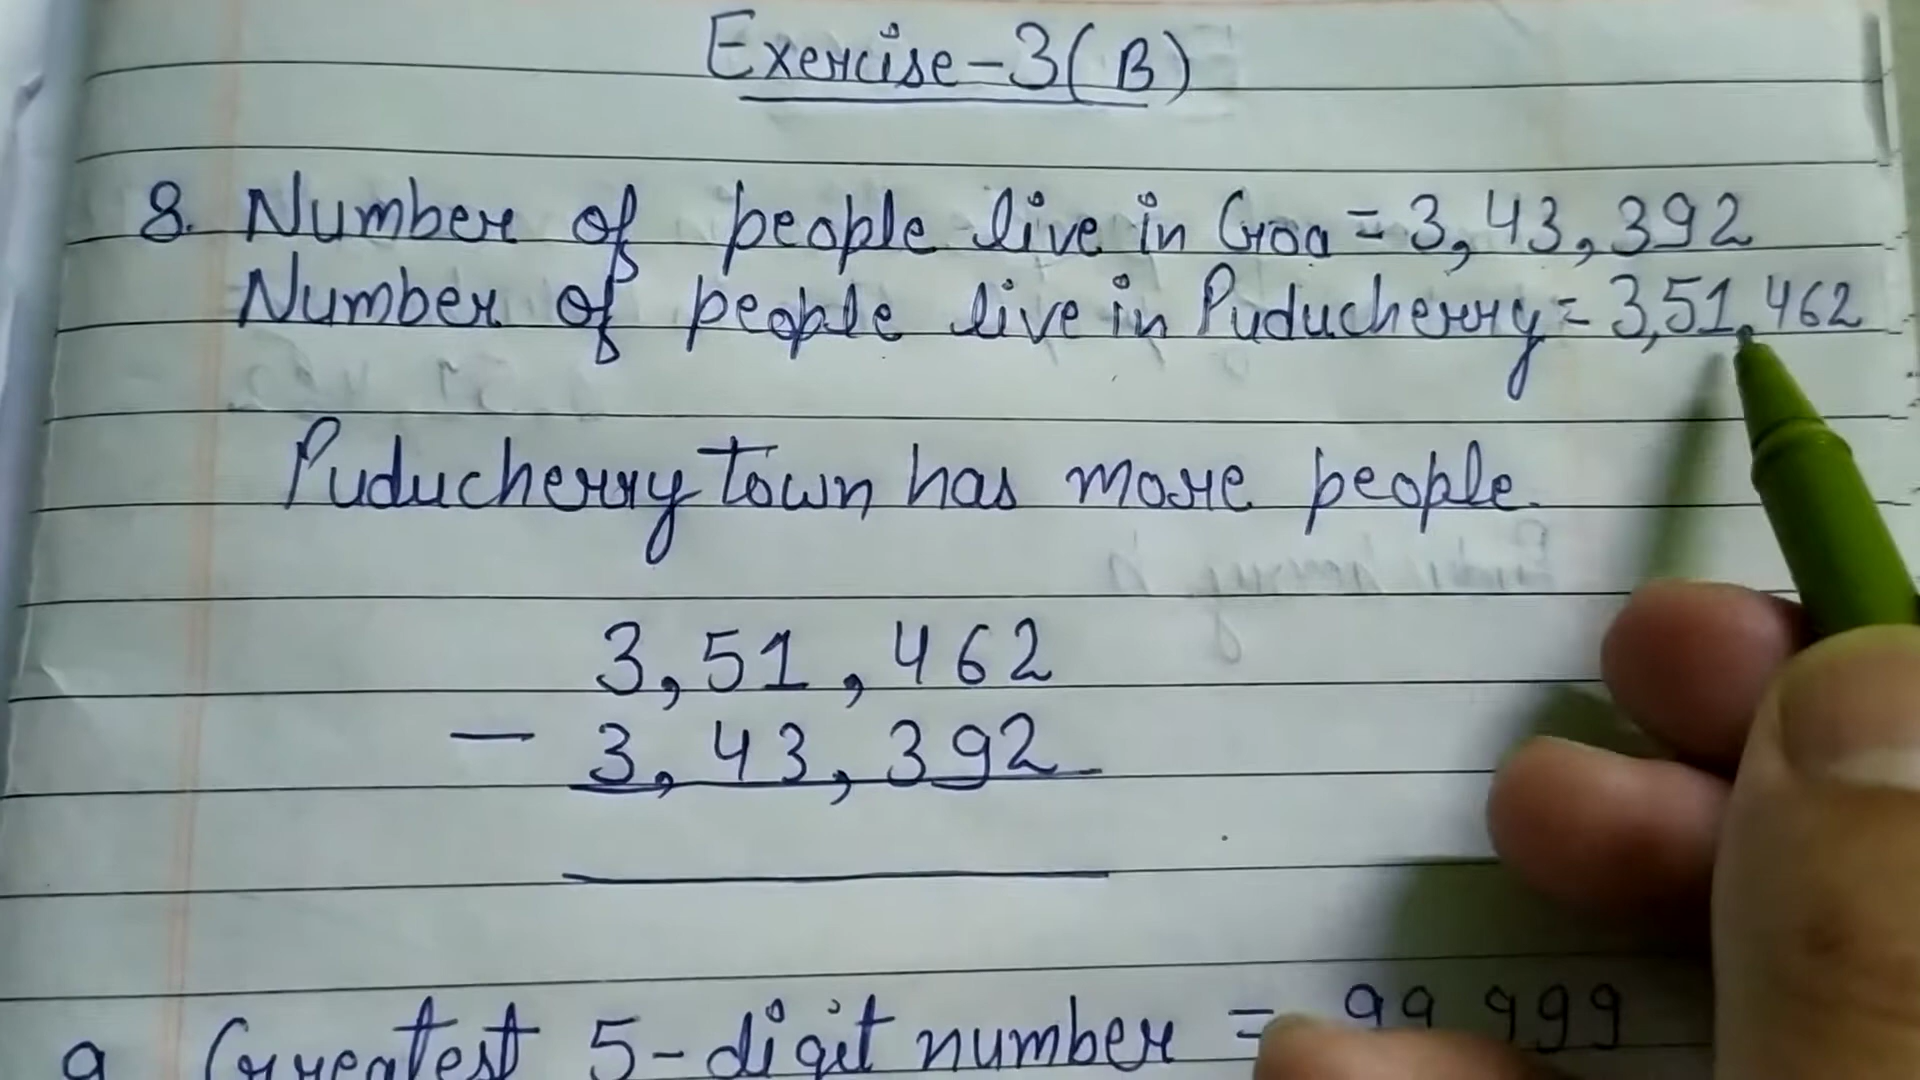 Exercise-3(B)
8. Number of people live in Goa = 3,43,392
Number of people live in Puducherry = 3,51,462
Puducherry Town has more people.
3,51,462
- 3,43,392
9 Greatest 5-digit number = 99 999